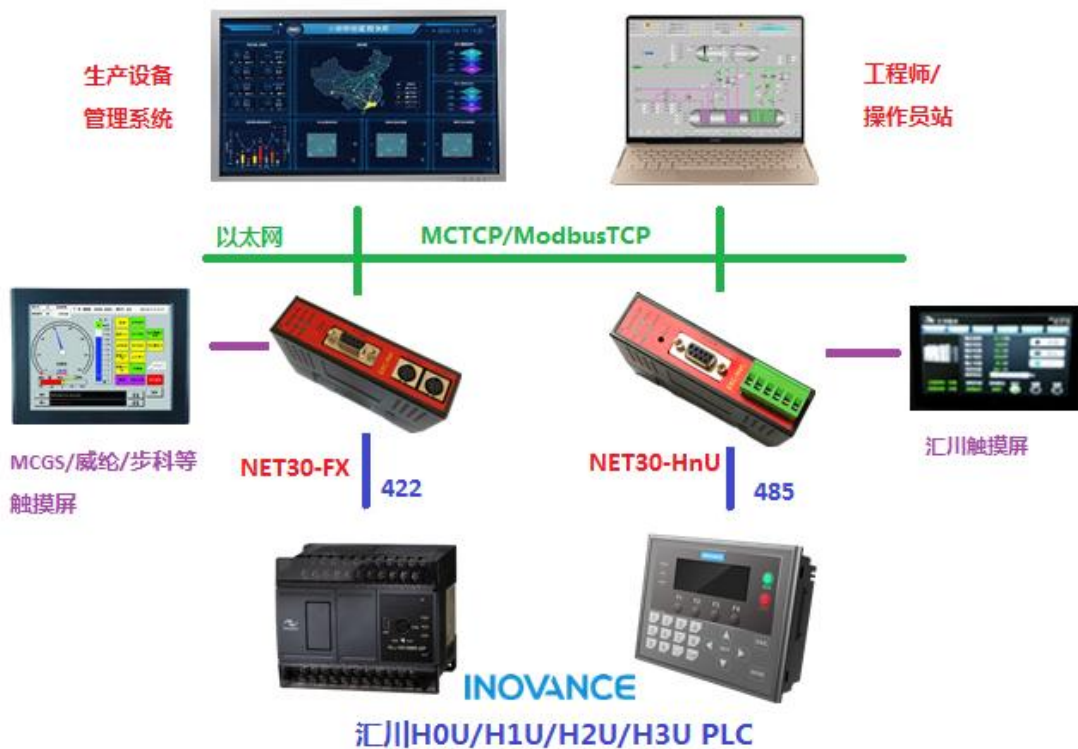 生产设备
管理系统
工程师/
操作员站
以太网
MCTCP/ModbusTCP
MCGS/威纶/步科等
触摸屏
NET30-FX
422
NET30-HnU
485
汇川触摸屏
INOVANCE
汇川H0U/H1U/H2U/H3U PLC